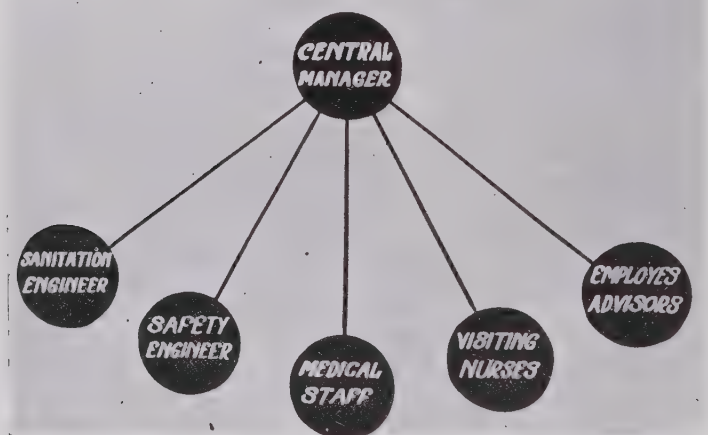 CENTRAL
MANAGER
SANITATION
ENGINEER
SAFETY
ENGINEER
MEDICAL
STAFF
VISITING
NURSES
EMPLOYES
ADVISORS